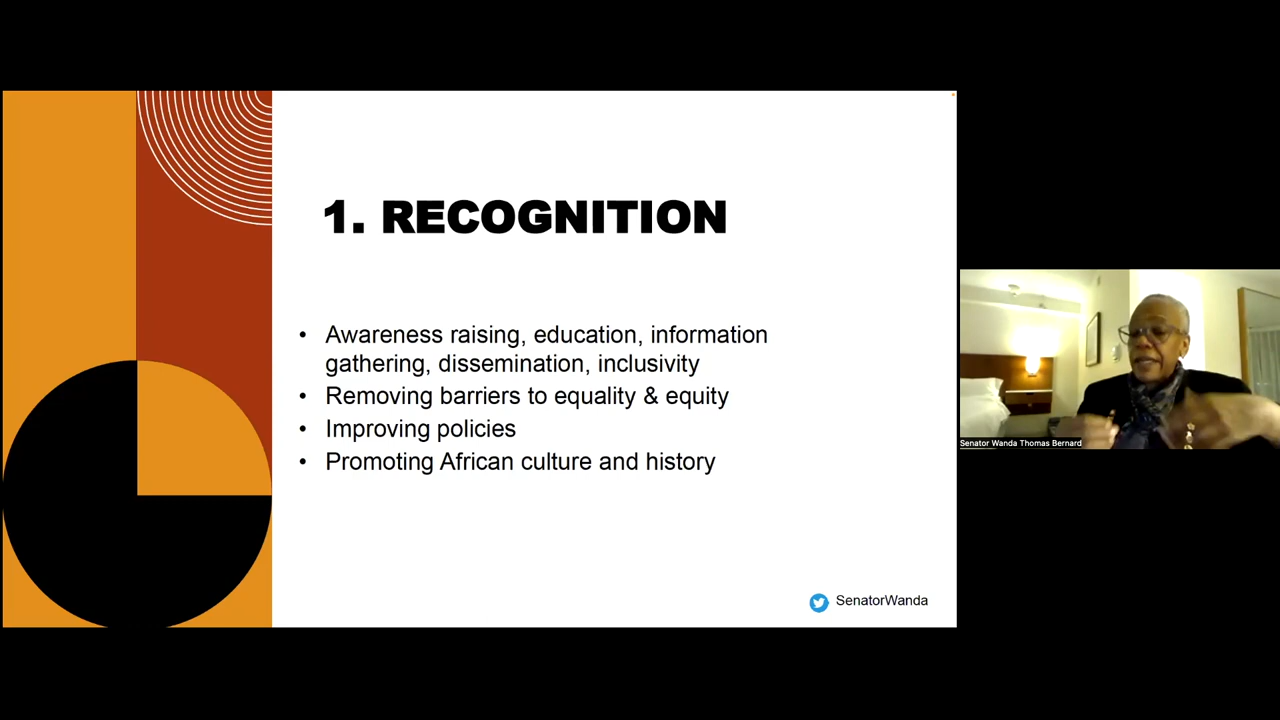 1. RECOGNITION
• Awareness raising, education, information
gathering, dissemination, inclusivity
• Removing barriers to equality & equity
• Improving policies
• Promoting African culture and history
SenatorWanda
Senator Wanda Thomas Bernard